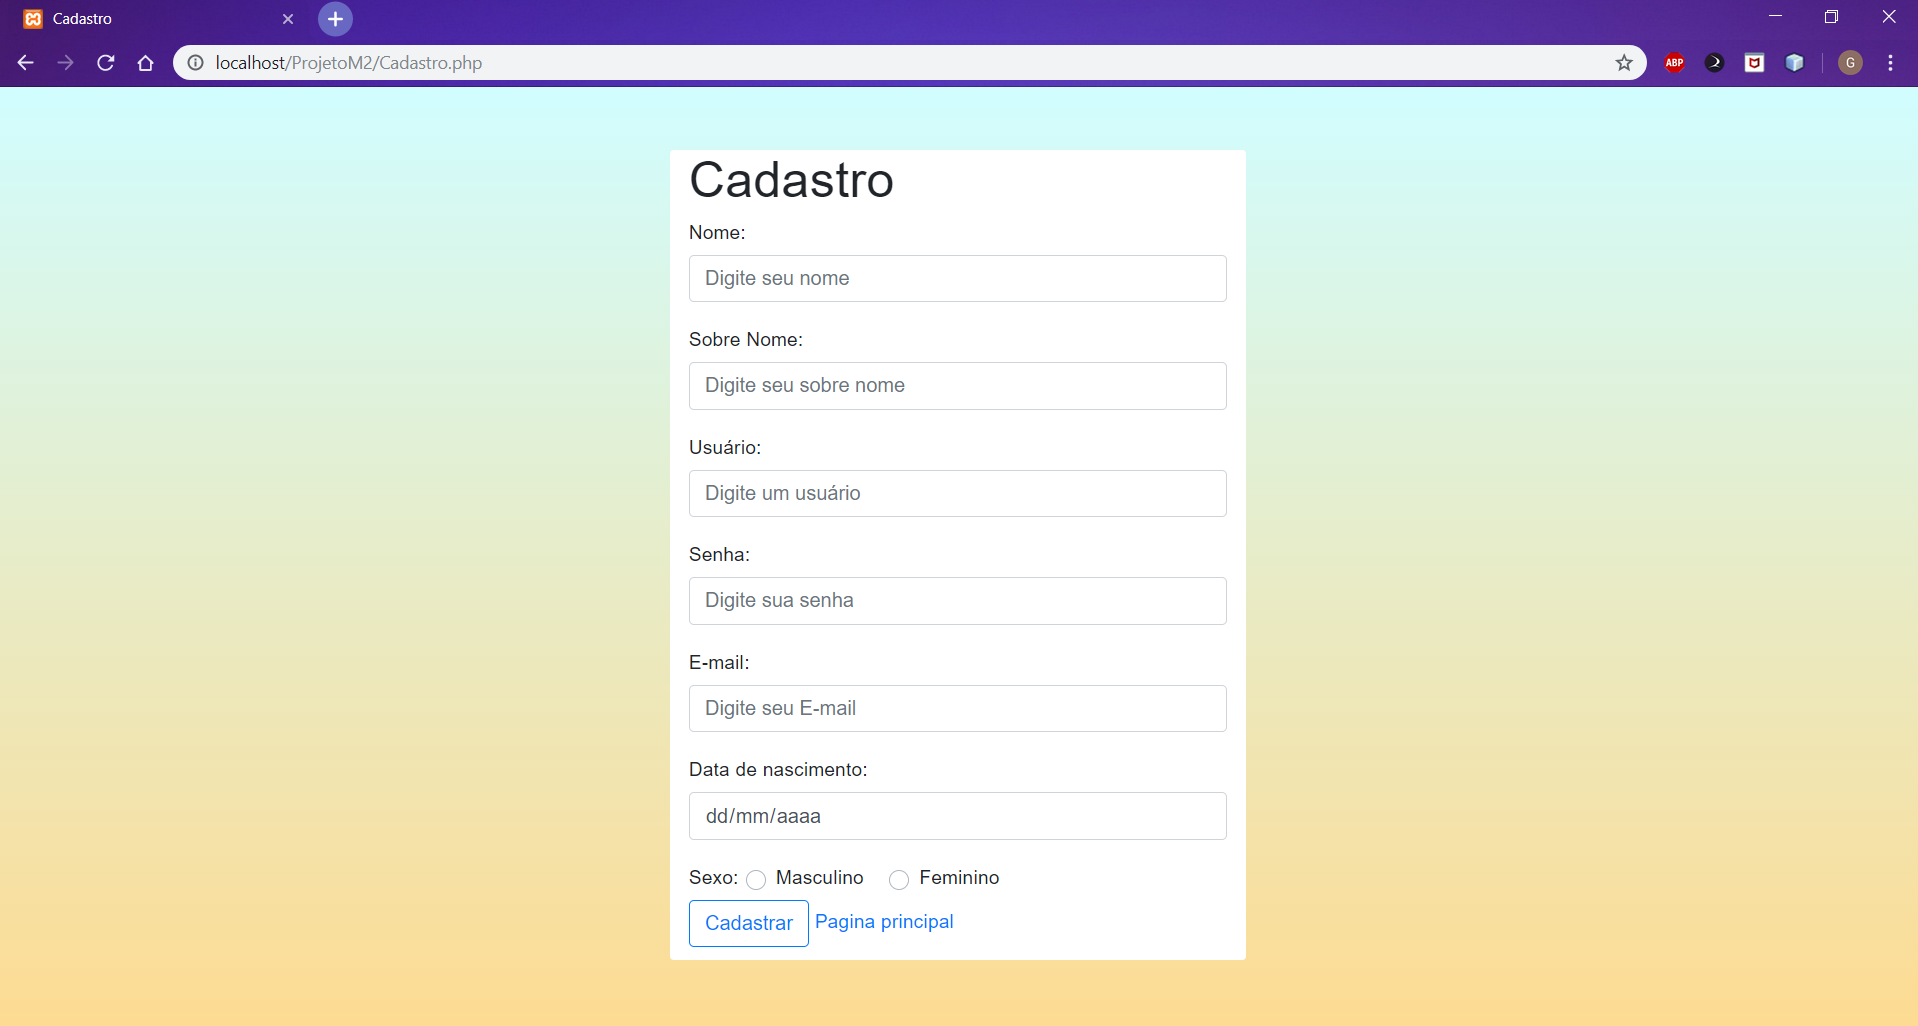 Cadastro
localhost/ProjetoM2/Cadastro.php
ABP
G
Cadastro
Nome:
Digite seu nome
Sobre Nome:
Digite seu sobre nome
Usuário:
Digite um usuário
Senha:
Digite sua senha
E-mail:
Digite seu E-mail
Data de nascimento:
dd/mm/aaaa
Sexo: Masculino Feminino
Cadastrar Pagina principal